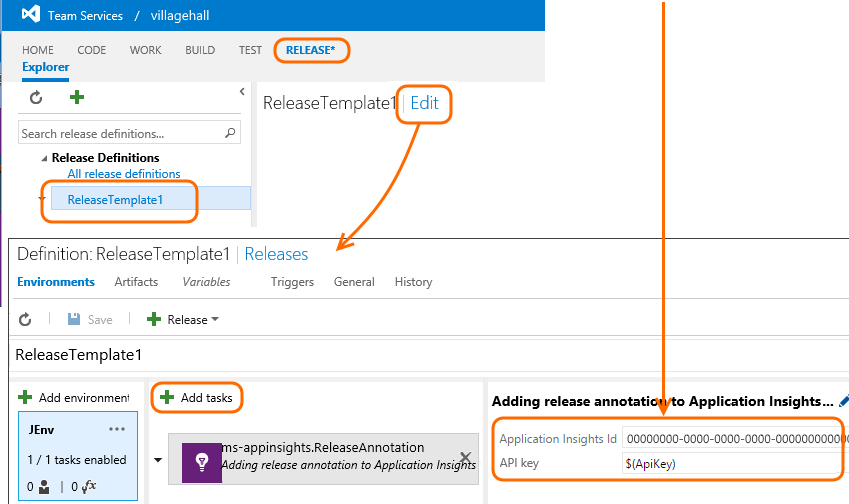 Team Services / villagehall
HOME CODE WORK BUILD TEST RELEASE*
Explorer
ReleaseTemplate1 | Edit
Search release definitions...
Release Definitions
All release definitions
ReleaseTemplate1
Definition: ReleaseTemplate1 | Releases
Environments Artifacts Variables Triggers General History
Save Release
ReleaseTemplate1
Add environment
Add tasks
Adding release annotation to Application Insights...
JEnv ...
1 / 1 tasks enabled
0 | 0 fx
ms-appinsights.ReleaseAnnotation
Adding release annotation to Application Insights
Application Insights Id 00000000-0000-0000-0000-000000000000
API key $(ApiKey)